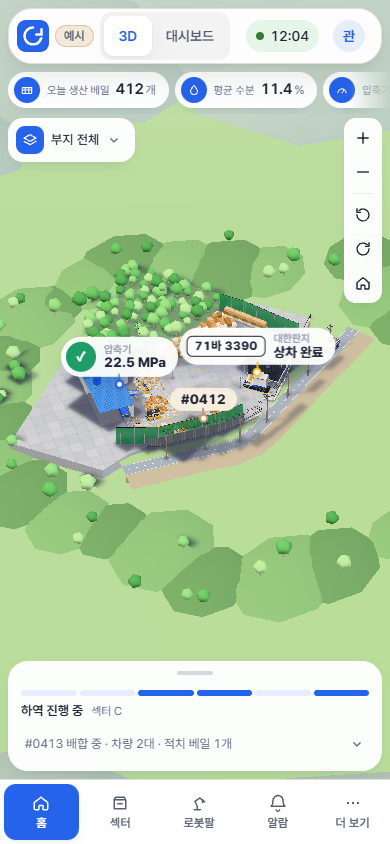 예시
3D
대시보드
12:04
관
오늘 생산 베일 412개
평균 수분 11.4%
압축기
부지 전체
압축기
22.5 MPa
71바 3390
대한판지
상차 완료
#0412
하역 진행 중 섹터 C
#0413 배합 중 · 차량 2대 · 적치 베일 1개
홈
섹터
로봇팔
알람
더 보기